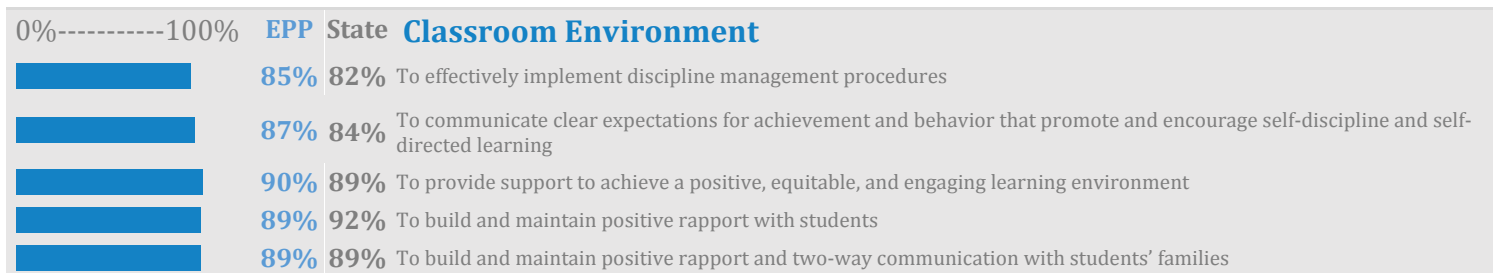 0%-----------100% EPP State Classroom Environment
85% 82% To effectively implement discipline management procedures
87% 84% To communicate clear expectations for achievement and behavior that promote and encourage self-discipline and self-
directed learning
90% 89% To provide support to achieve a positive, equitable, and engaging learning environment
89% 92% To build and maintain positive rapport with students
89% 89% To build and maintain positive rapport and two-way communication with students’ families